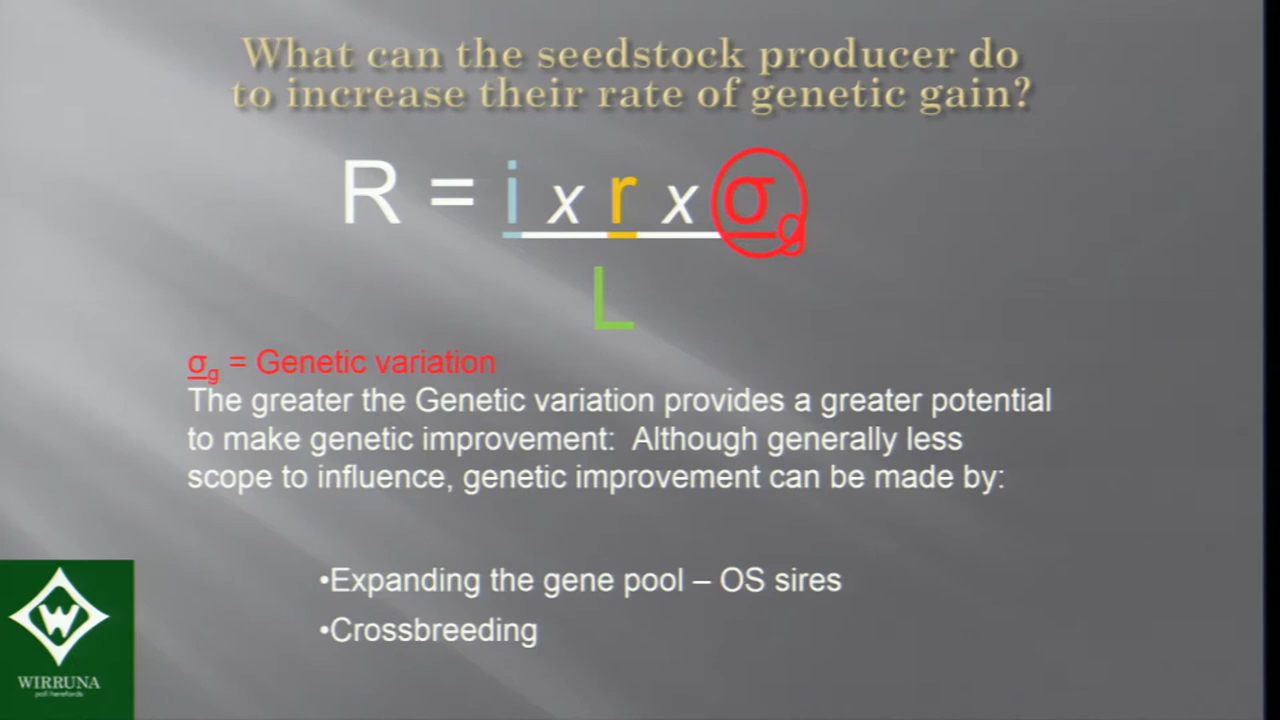 What can the seedstock producer do
to increase their rate of genetic gain?
R = i x r x σg
L
σg = Genetic variation
The greater the Genetic variation provides a greater potential
to make genetic improvement: Although generally less
scope to influence, genetic improvement can be made by:
•Expanding the gene pool – OS sires
•Crossbreeding
W
WIRRUNA
poll herefords